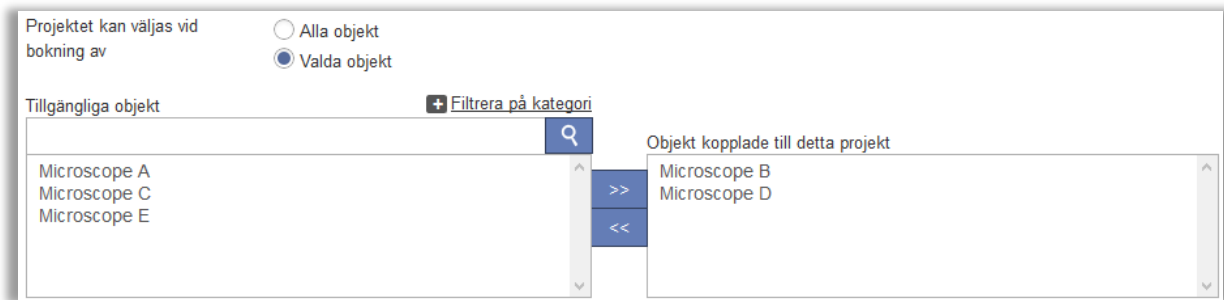 Projektet kan väljas vid
bokning av
Alla objekt
Valda objekt
Tillgängliga objekt
Filtrera på kategori
Microscope A
Microscope C
Microscope E
>>
<<
Objekt kopplade till detta projekt
Microscope B
Microscope D